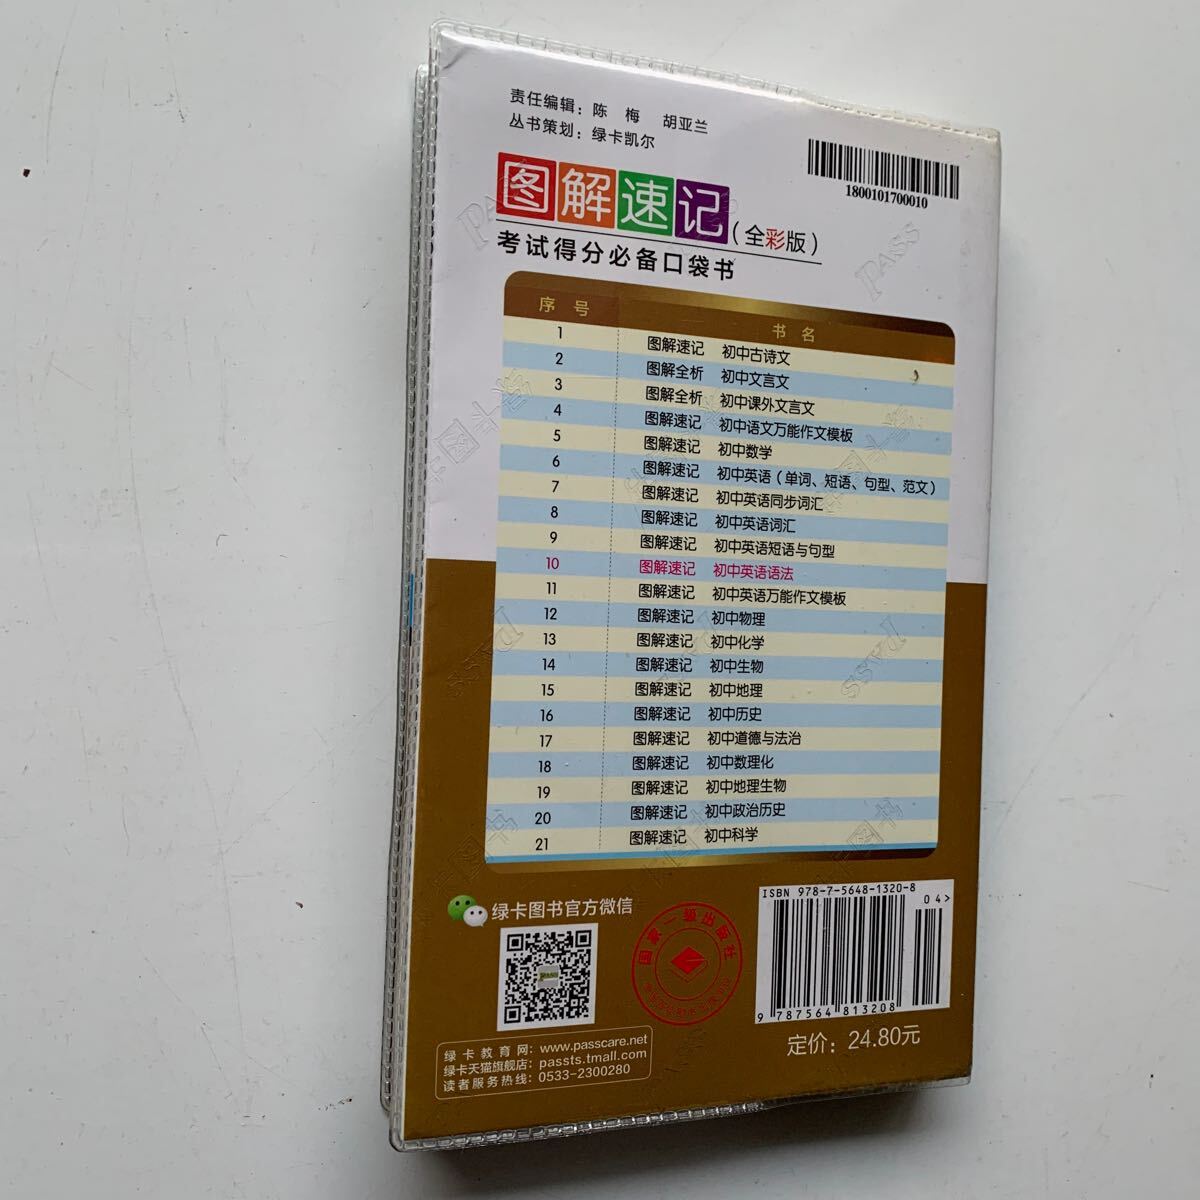 责任编辑：陈 梅 胡亚兰
丛书策划：绿卡凯尔
1800101700010
图解速记（全彩版）
考试得分必备口袋书
序 号 书 名
1 图解速记 初中古诗文
2 图解全析 初中文言文
3 图解全析 初中课外文言文
4 图解速记 初中语文万能作文模板
5 图解速记 初中数学
6 图解速记 初中英语（单词、短语、句型、范文）
7 图解速记 初中英语同步词汇
8 图解速记 初中英语词汇
9 图解速记 初中英语短语与句型
10 图解速记 初中英语语法
11 图解速记 初中英语万能作文模板
12 图解速记 初中物理
13 图解速记 初中化学
14 图解速记 初中生物
15 图解速记 初中地理
16 图解速记 初中历史
17 图解速记 初中道德与法治
18 图解速记 初中数理化
19 图解速记 初中地理生物
20 图解速记 初中政治历史
21 图解速记 初中科学
绿卡图书官方微信
国家一级出版社
ISBN 978-7-5648-1320-8
04>
9 787564 813208
定价：24.80元
绿卡教育网：www.passcare.net
绿卡天猫旗舰店：passts.tmall.com
读者服务热线：0533-2300280
PASS
PASS
PASS
PASS